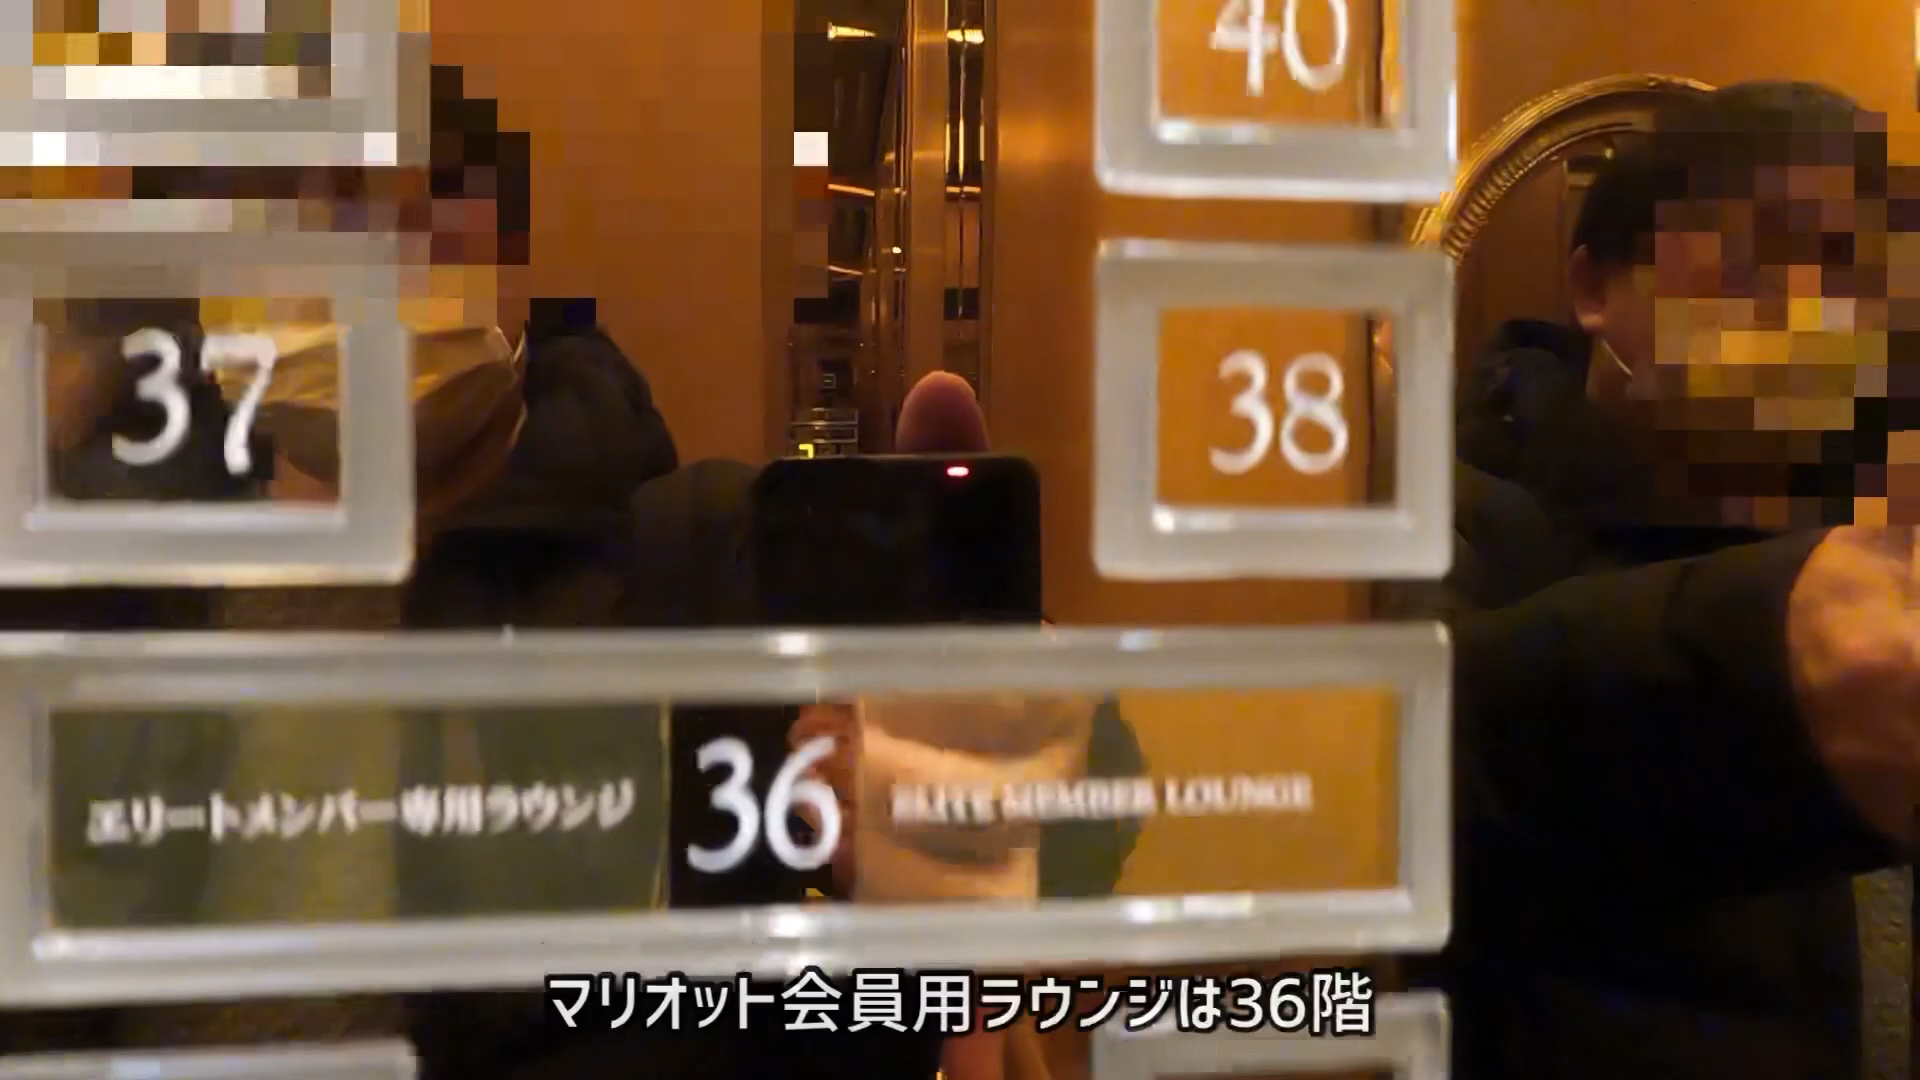 40
37
38
エリートメンバー専用ラウンジ
36
ELITE MEMBER LOUNGE
マリオット会員用ラウンジは36階